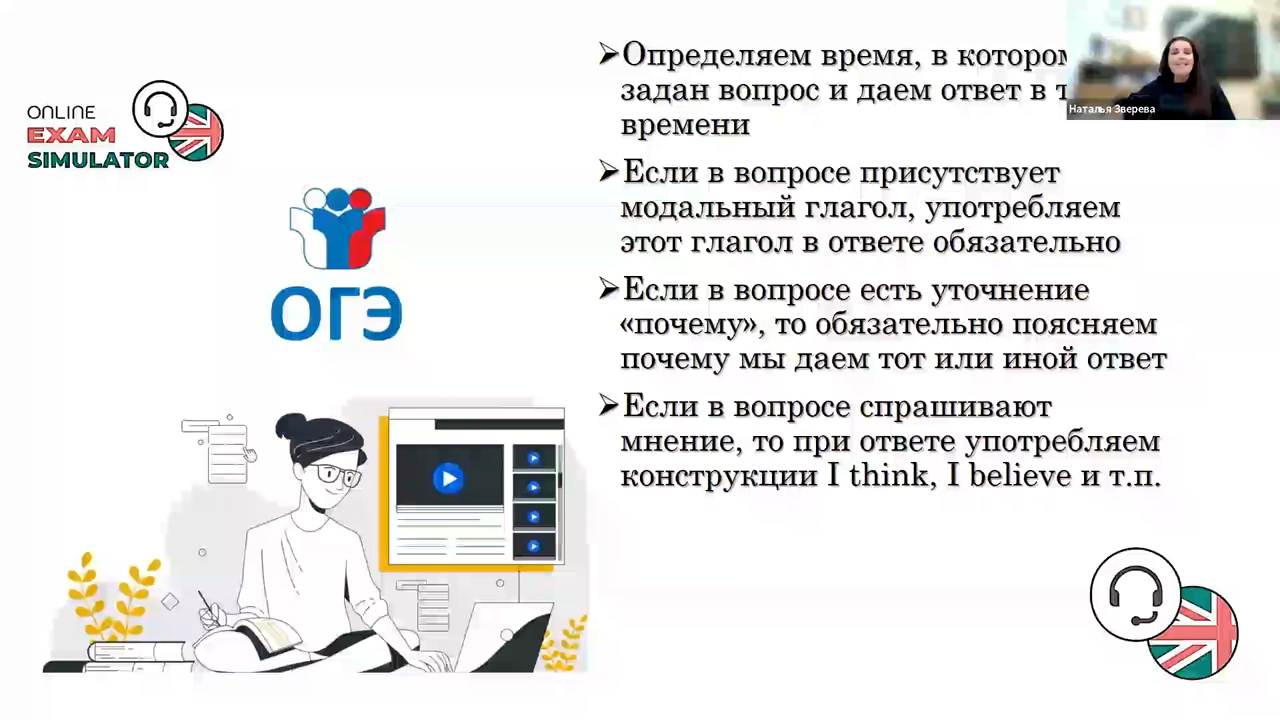 ONLINE
EXAM
SIMULATOR
ОГЭ
Определяем время, в
задан вопрос и даем ответ в
времени
Если в вопросе присутствует
модальный глагол, употребляем
этот глагол в ответе обязательно
Если в вопросе есть уточнение
«почему», то обязательно поясняем
почему мы даем тот или иной ответ
Если в вопросе спрашивают
мнение, то при ответе употребляем
конструкции I think, I believe и т.п.
Наталья Зверева